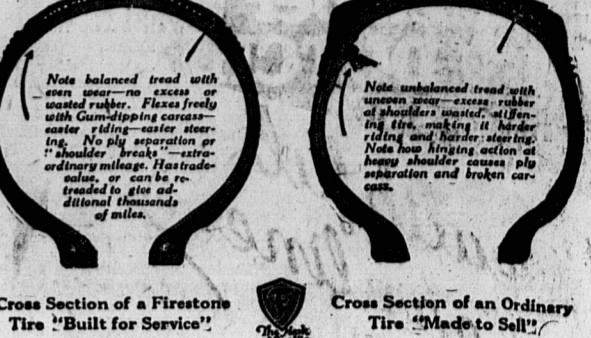 Note balanced tread with
even wear—no excess or
wasted rubber. Flexes freely
with Gum-dipping carcass—
easier riding—easier steer-
ing. No ply separation or
"shoulder breaks"—extra-
ordinary mileage. Has trade-
value, or can be re-
treaded to give ad-
ditional thousands
of miles.
Note unbalanced tread with
uneven wear—excess rubber
at shoulders wasted, stiffen-
ing tire, making it harder
riding and harder steering.
Note how hinging action at
heavy shoulder causes ply
separation and broken car-
cass.
Cross Section of a Firestone
Tire "Built for Service"
The Mark
Cross Section of an Ordinary
Tire "Made to Sell"